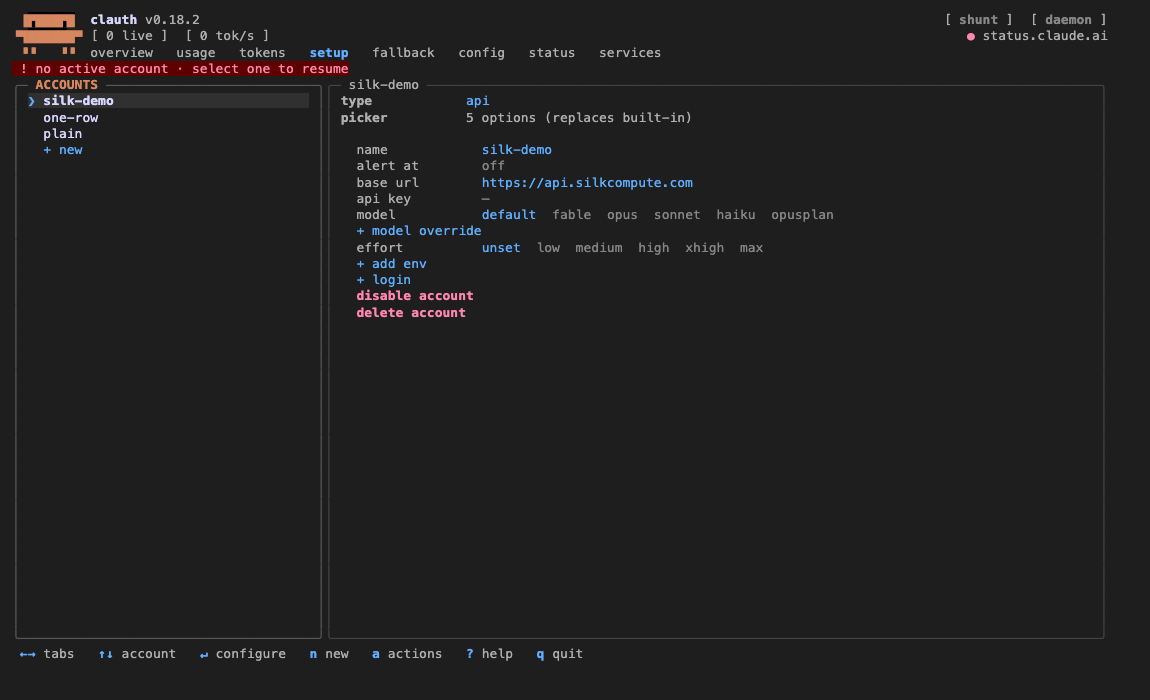 clauth v0.18.2 [ shunt ] [ daemon ]
[ 0 live ] [ 0 tok/s ] ● status.claude.ai
overview usage tokens setup fallback config status services
! no active account · select one to resume
ACCOUNTS
❯ silk-demo
one-row
plain
+ new
silk-demo
type api
picker 5 options (replaces built-in)
name silk-demo
alert at off
base url https://api.silkcompute.com
api key —
model default fable opus sonnet haiku opusplan
+ model override
effort unset low medium high xhigh max
+ add env
+ login
disable account
delete account
←→ tabs ↑↓ account ↵ configure n new a actions ? help q quit